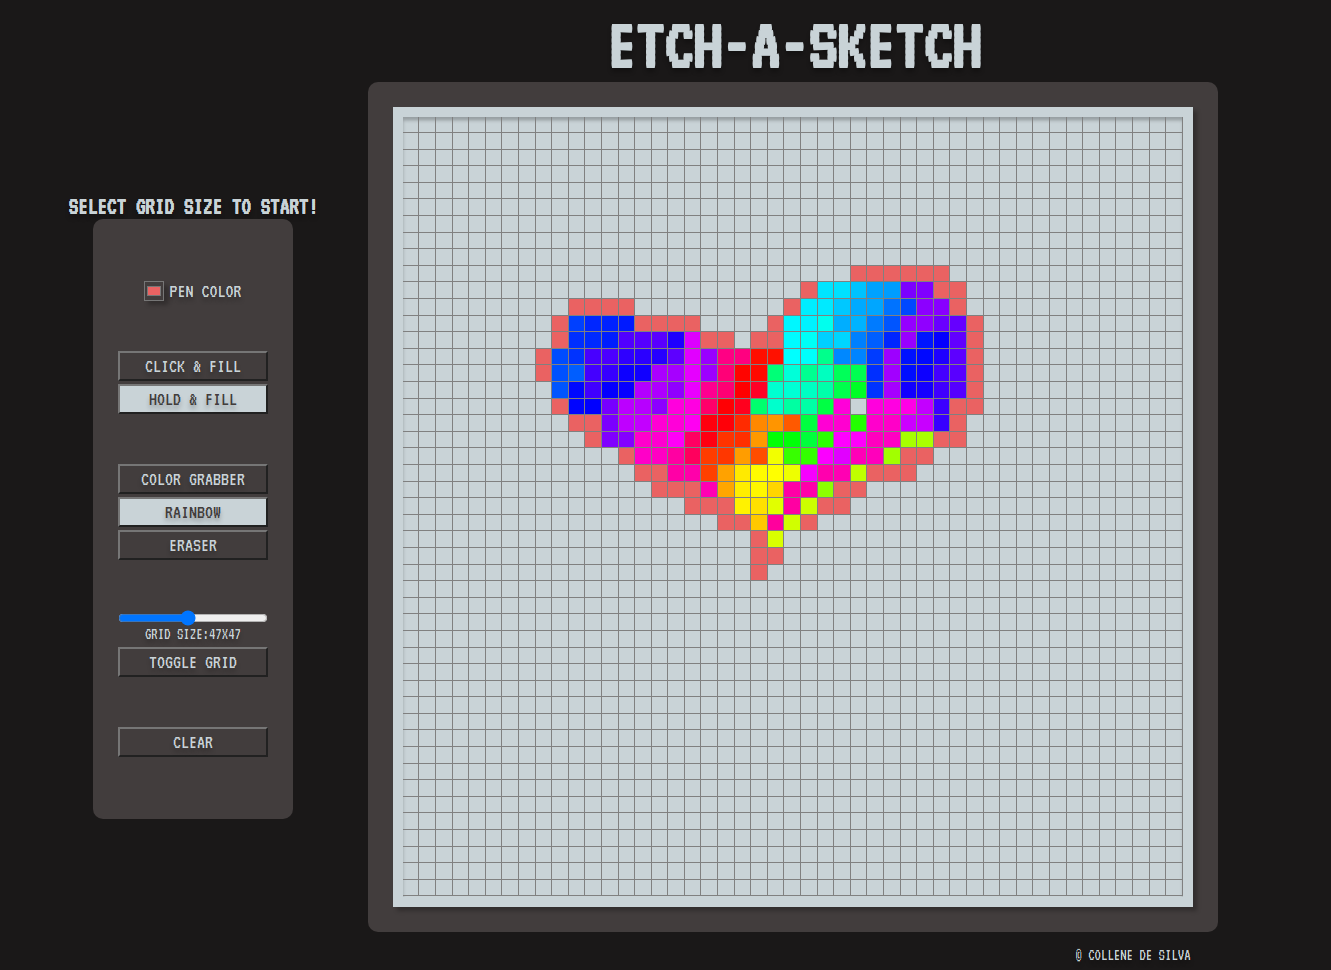 ETCH-A-SKETCH
SELECT GRID SIZE TO START!
PEN COLOR
CLICK & FILL
HOLD & FILL
COLOR GRABBER
RAINBOW
ERASER
GRID SIZE:47X47
TOGGLE GRID
CLEAR
@ COLLENE DE SILVA